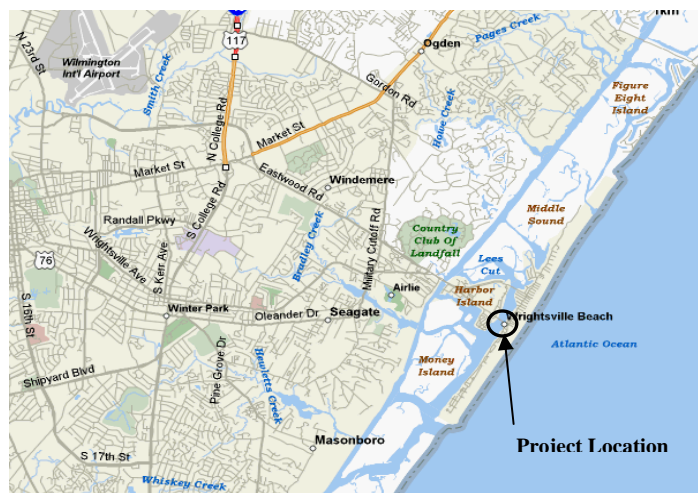 1km
117
Pages Creek
Ogden
N 23rd St
Wilmington
Int'l Airport
Smith Creek
Gordon Rd
Figure
Eight
Island
N College Rd
Howe Creek
Market St
Market St
Eastwood Rd
Windemere
Middle
Sound
Randall Pkwy
S College Rd
Military Cutoff Rd
Country
Club Of
Landfall
Wrightsville Ave
76
S Kerr Ave
Bradley Creek
Lees
Cut
Airlie
Harbor
Island
S 16th St
Winter Park
Oleander Dr
Seagate
Wrightsville Beach
Atlantic Ocean
Money
Island
Shipyard Blvd
Pine Grove Dr
Hewletts Creek
Masonboro
Project Location
S 17th St
Whiskey Creek